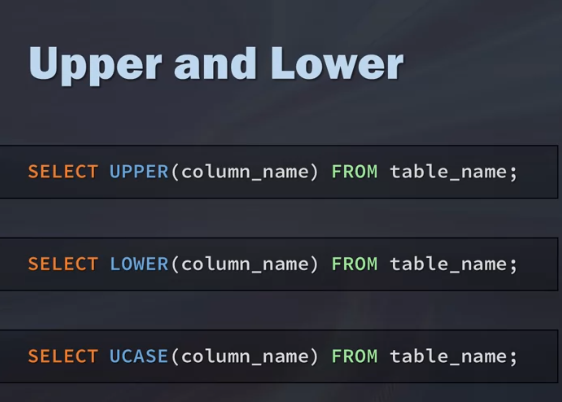 Upper and Lower
SELECT UPPER(column_name) FROM table_name;
SELECT LOWER(column_name) FROM table_name;
SELECT UCASE(column_name) FROM table_name;